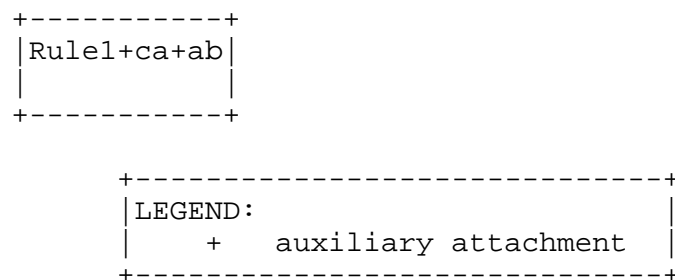 +-----------+
|Rule1+ca+ab|
|           |
+-----------+
+------------------------------+
|LEGEND:                       |
|    +   auxiliary attachment  |
+------------------------------+